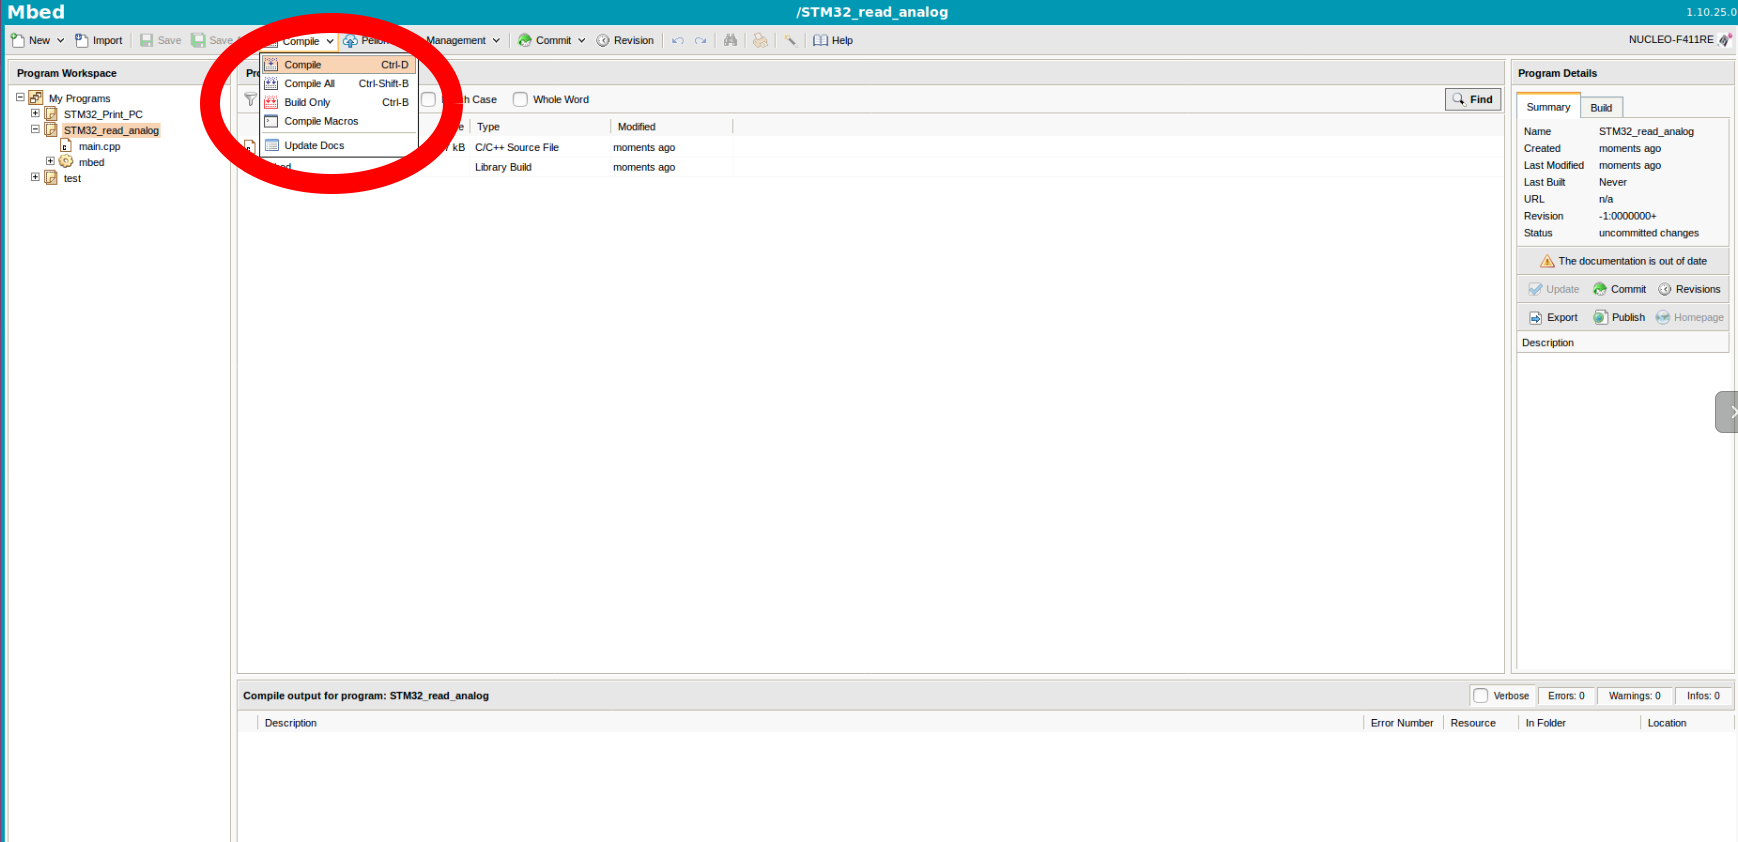 Mbed
/STM32_read_analog
1.10.25.0
New Import Save Save Compile Management Commit Revision Help
NUCLEO-F411RE
Program Workspace
My Programs
STM32_Print_PC
STM32_read_analog
main.cpp
mbed
test
Compile Ctrl-D
Compile All Ctrl-Shift-B
Build Only Ctrl-B
Compile Macros
Update Docs
Case Whole Word Find
Type Modified
kB C/C++ Source File moments ago
Library Build moments ago
Program Details
Summary Build
Name STM32_read_analog
Created moments ago
Last Modified moments ago
Last Built Never
URL n/a
Revision -1:0000000+
Status uncommitted changes
The documentation is out of date
Update Commit Revisions
Export Publish Homepage
Description
Compile output for program: STM32_read_analog
Verbose Errors: 0 Warnings: 0 Infos: 0
Description Error Number Resource In Folder Location